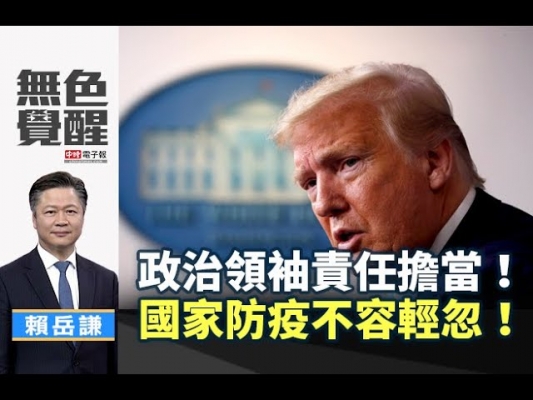 無色
覺醒
中時電子報
賴岳謙
政治領袖責任擔當！
國家防疫不容輕忽！